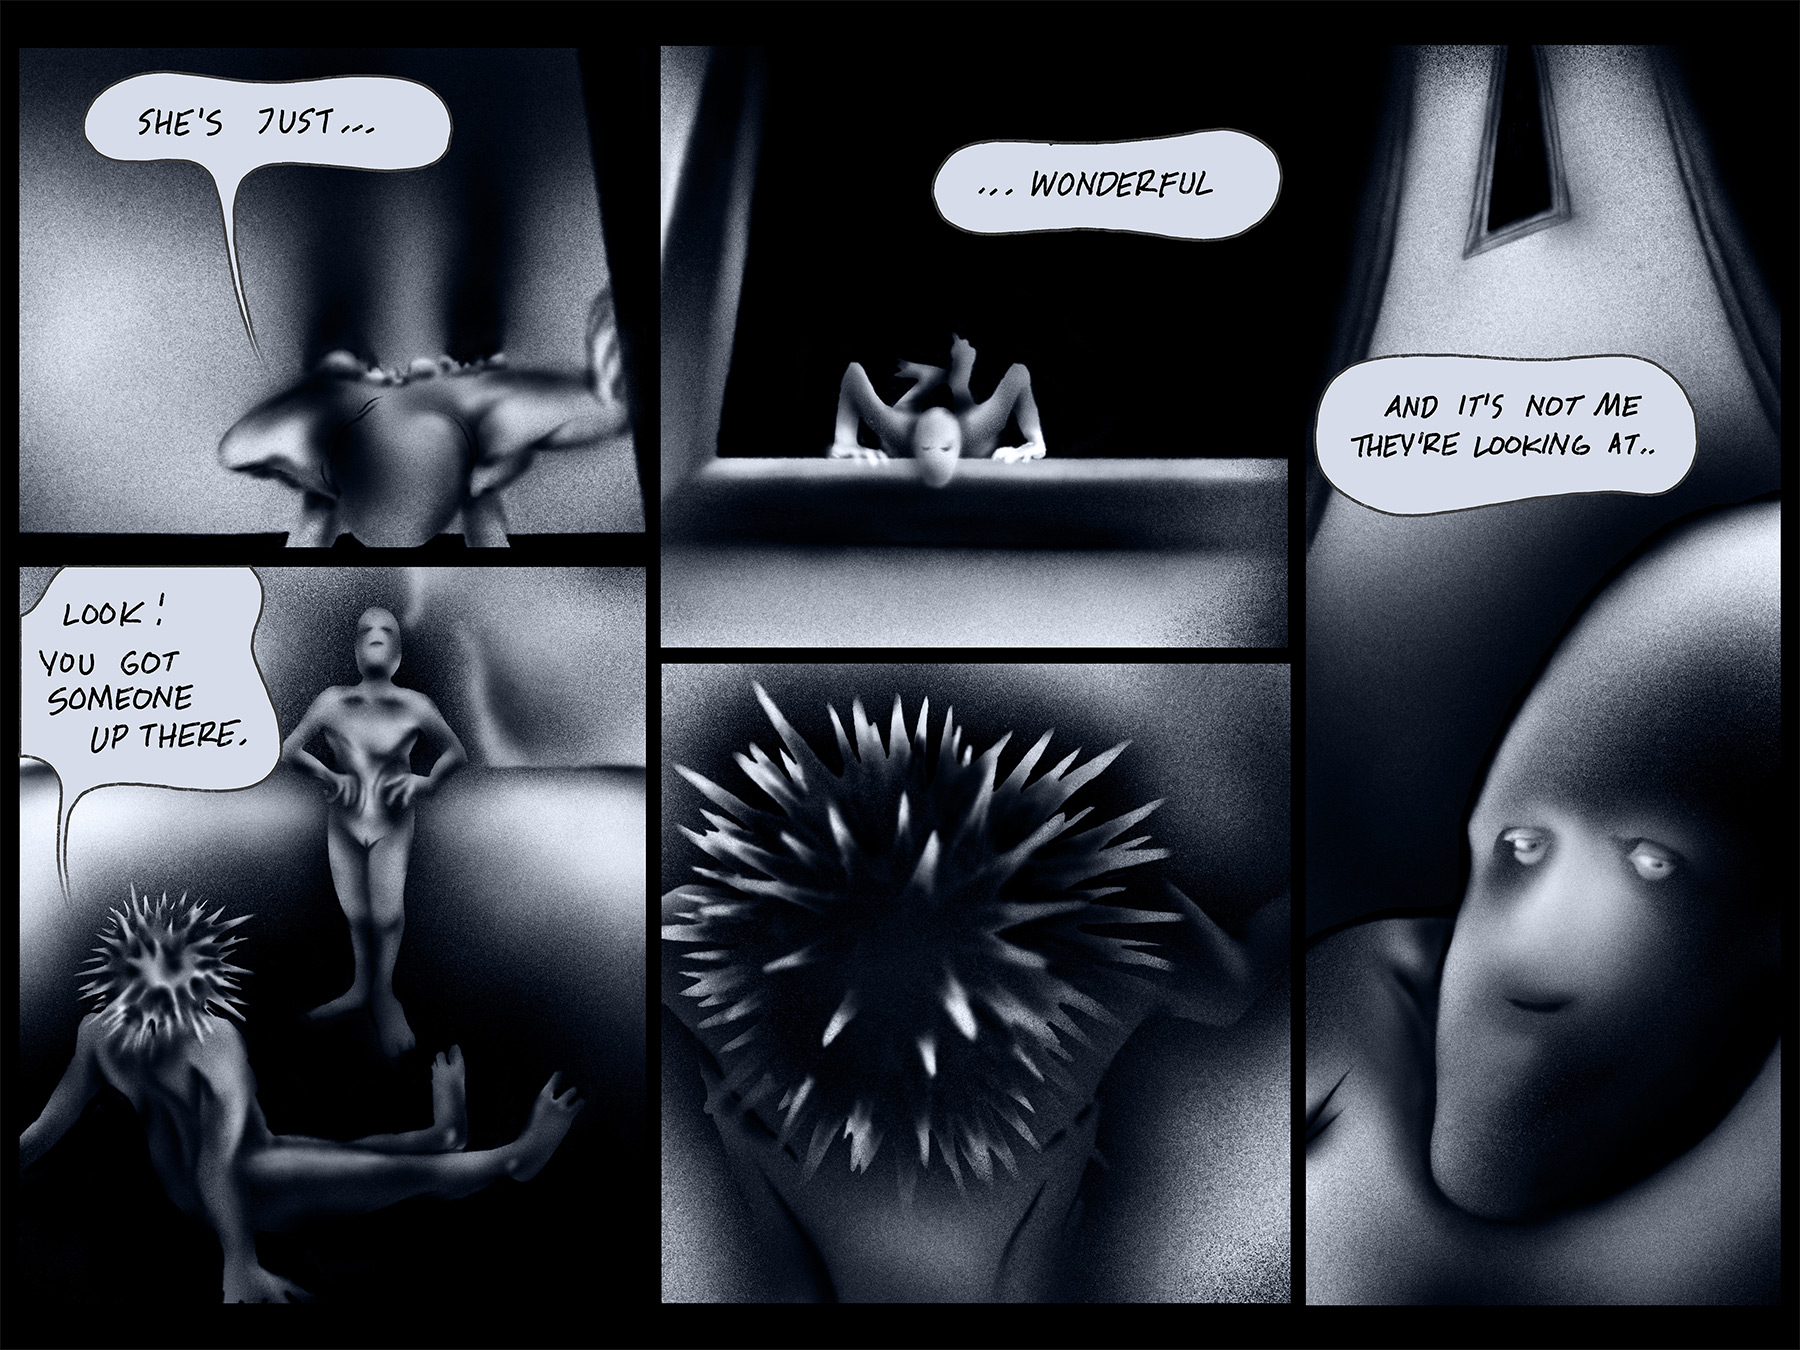 SHE'S JUST...
... WONDERFUL
AND IT'S NOT ME
THEY'RE LOOKING AT..
LOOK!
YOU GOT
SOMEONE
UP THERE.